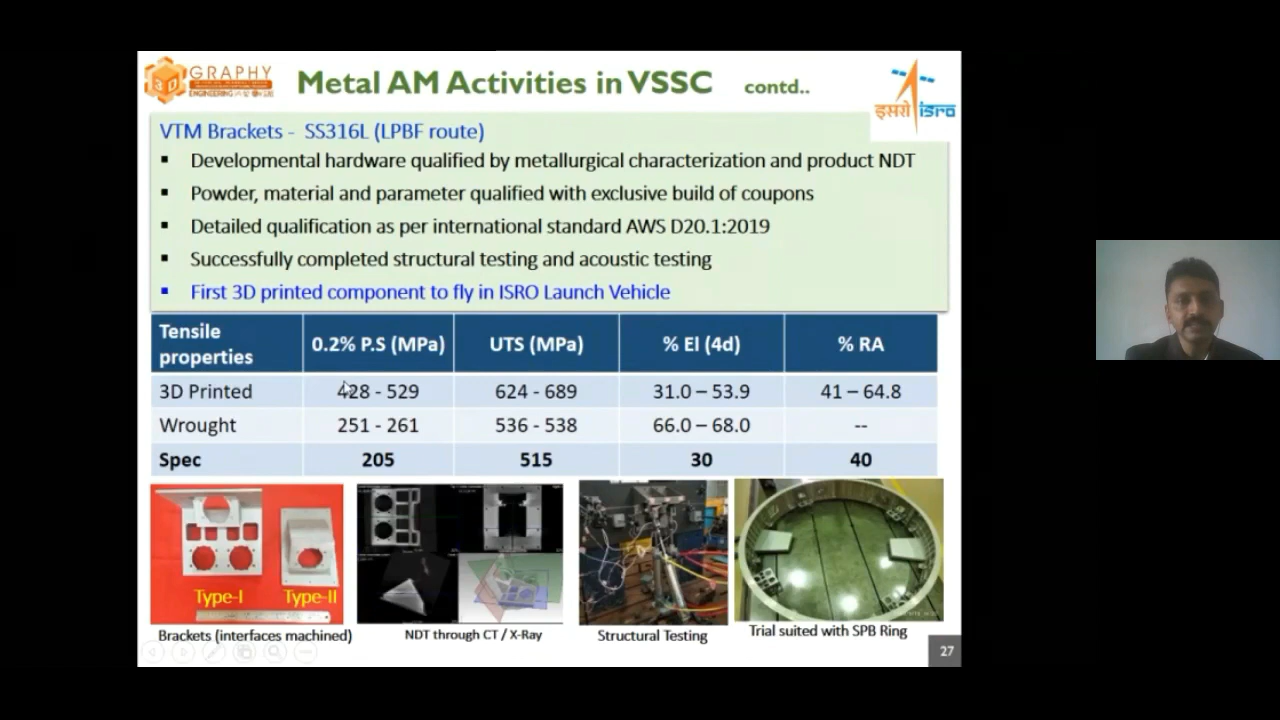 3D GRAPHY
ENGINEERING
Metal AM Activities in VSSC contd..
इसरो isro
VTM Brackets - SS316L (LPBF route)
▪ Developmental hardware qualified by metallurgical characterization and product NDT
▪ Powder, material and parameter qualified with exclusive build of coupons
▪ Detailed qualification as per international standard AWS D20.1:2019
▪ Successfully completed structural testing and acoustic testing
▪ First 3D printed component to fly in ISRO Launch Vehicle
Tensile properties 0.2% P.S (MPa) UTS (MPa) % El (4d) % RA
3D Printed 428 - 529 624 - 689 31.0 – 53.9 41 – 64.8
Wrought 251 - 261 536 - 538 66.0 – 68.0 --
Spec 205 515 30 40
Type-I Type-II
Brackets (interfaces machined) NDT through CT / X-Ray Structural Testing Trial suited with SPB Ring
27